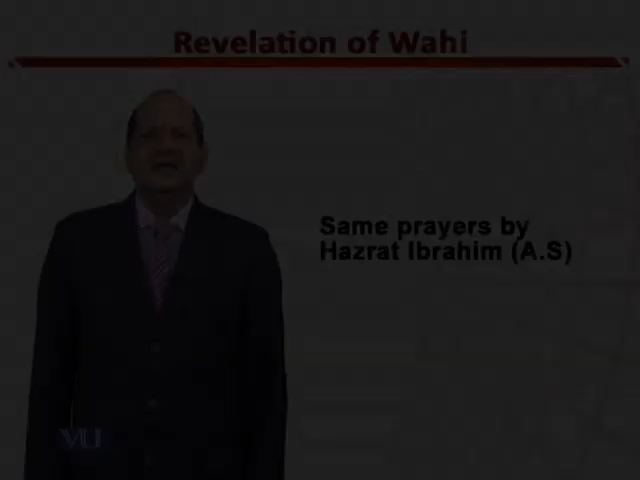 Revelation of Wahi
Same prayers by
Hazrat Ibrahim (A.S)
VU